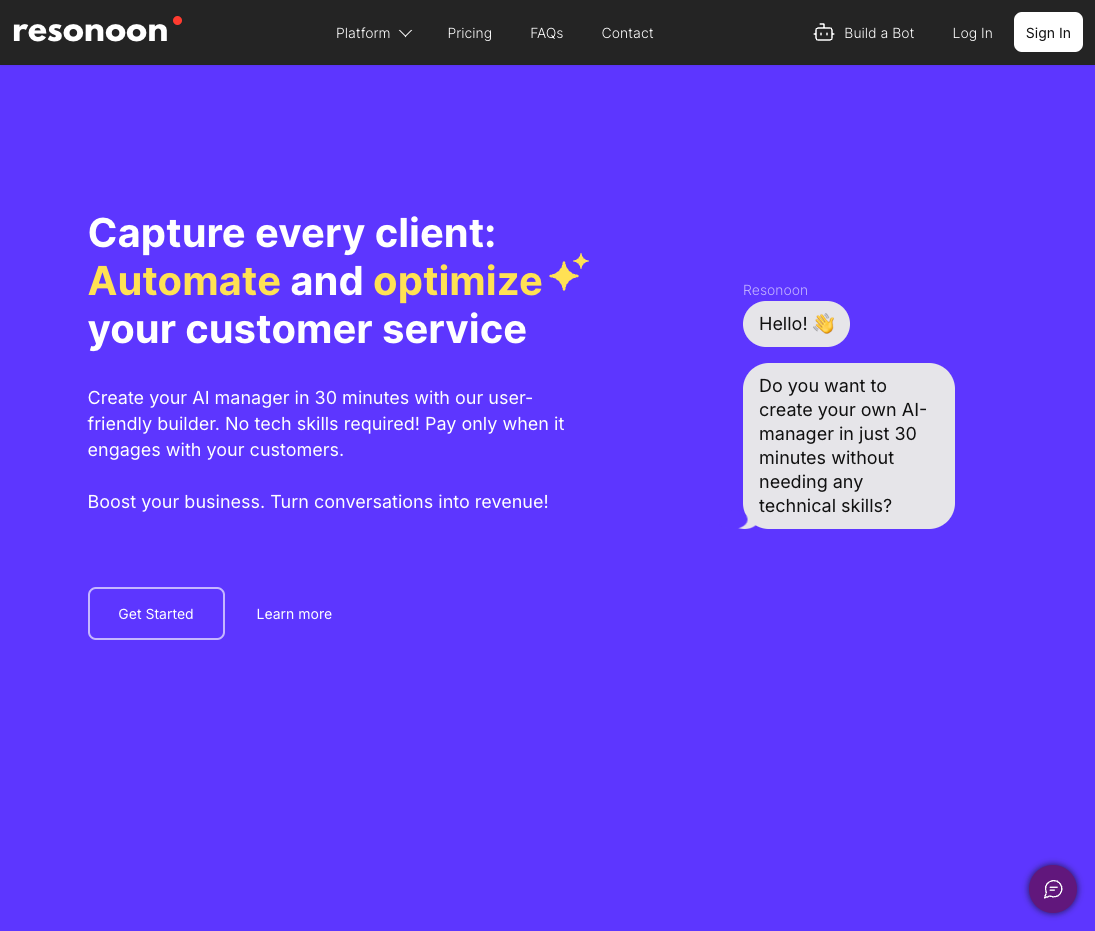 resonoon
Platform
Pricing
FAQs
Contact
Build a Bot
Log In
Sign In
Capture every client:
Automate and optimize
your customer service
Create your AI manager in 30 minutes with our user-
friendly builder. No tech skills required! Pay only when it
engages with your customers.
Boost your business. Turn conversations into revenue!
Get Started
Learn more
Resonoon
Hello! 👋
Do you want to
create your own AI-
manager in just 30
minutes without
needing any
technical skills?